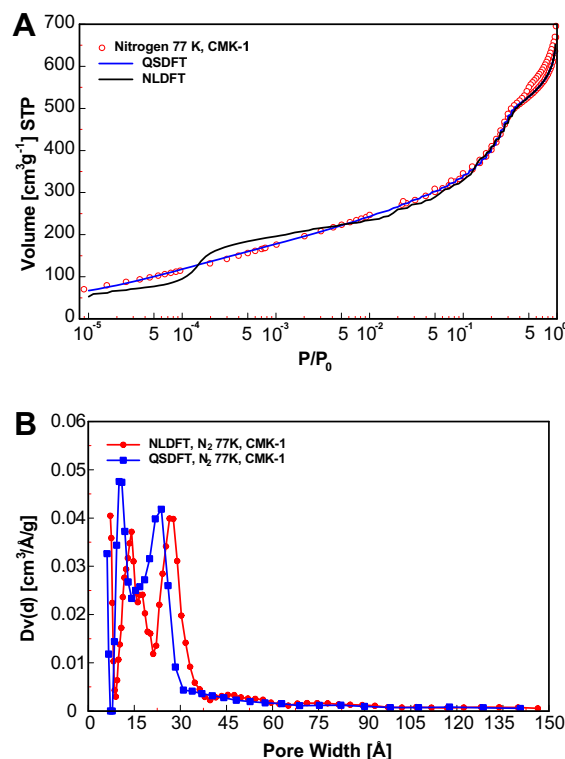 A
700
600
500
400
300
200
100
0
Volume [cm³g⁻¹] STP
Nitrogen 77 K, CMK-1
QSDFT
NLDFT
10⁻⁵ 5 10⁻⁴ 5 10⁻³ 5 10⁻² 5 10⁻¹ 5 10⁰
P/P₀
B
0.06
0.05
0.04
0.03
0.02
0.01
0
Dv(d) [cm³/Å/g]
NLDFT, N₂ 77K, CMK-1
QSDFT, N₂ 77K, CMK-1
0 15 30 45 60 75 90 105 120 135 150
Pore Width [Å]